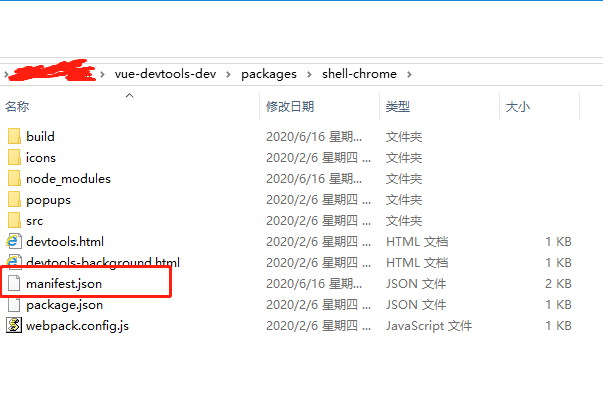 vue-devtools-dev > packages > shell-chrome >
名称 修改日期 类型 大小
build 2020/6/16 星期... 文件夹
icons 2020/2/6 星期四 ... 文件夹
node_modules 2020/6/16 星期... 文件夹
popups 2020/2/6 星期四 ... 文件夹
src 2020/2/6 星期四 ... 文件夹
devtools.html 2020/2/6 星期四 ... HTML 文档 1 KB
devtools-background.html 2020/2/6 星期四 ... HTML 文档 1 KB
manifest.json 2020/6/16 星期... JSON 文件 2 KB
package.json 2020/2/6 星期四 ... JSON 文件 1 KB
webpack.config.js 2020/2/6 星期四 ... JavaScript 文件 1 KB